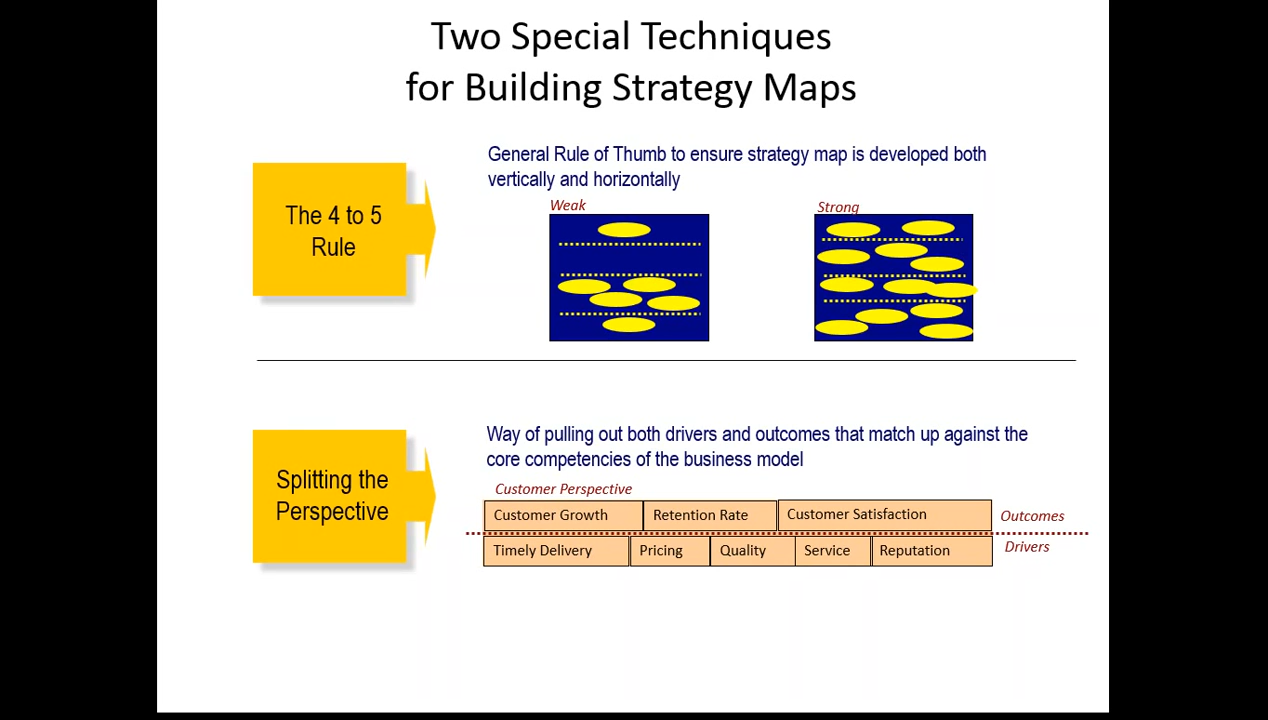 Two Special Techniques
for Building Strategy Maps
The 4 to 5
Rule
General Rule of Thumb to ensure strategy map is developed both
vertically and horizontally
Weak
Strong
Splitting the
Perspective
Way of pulling out both drivers and outcomes that match up against the
core competencies of the business model
Customer Perspective
Customer Growth
Retention Rate
Customer Satisfaction
Outcomes
Timely Delivery
Pricing
Quality
Service
Reputation
Drivers